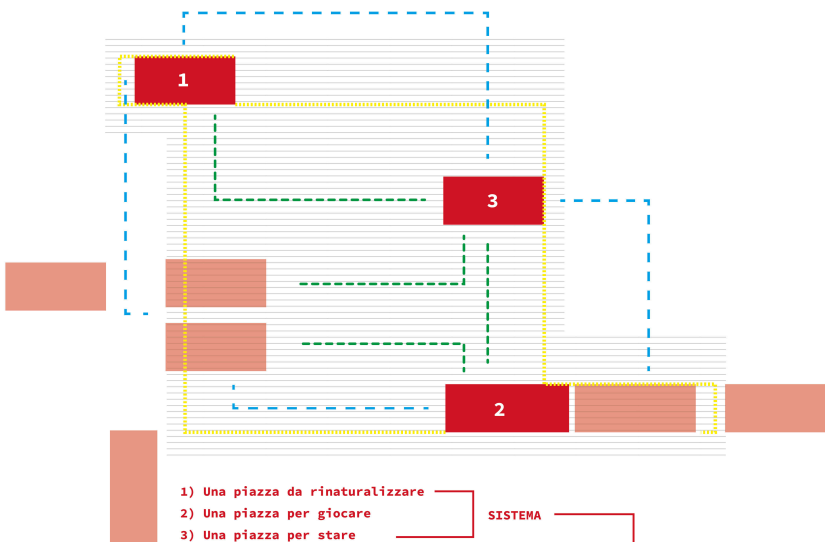 1
3
2
1) Una piazza da rinaturalizzare
2) Una piazza per giocare
SISTEMA
3) Una piazza per stare